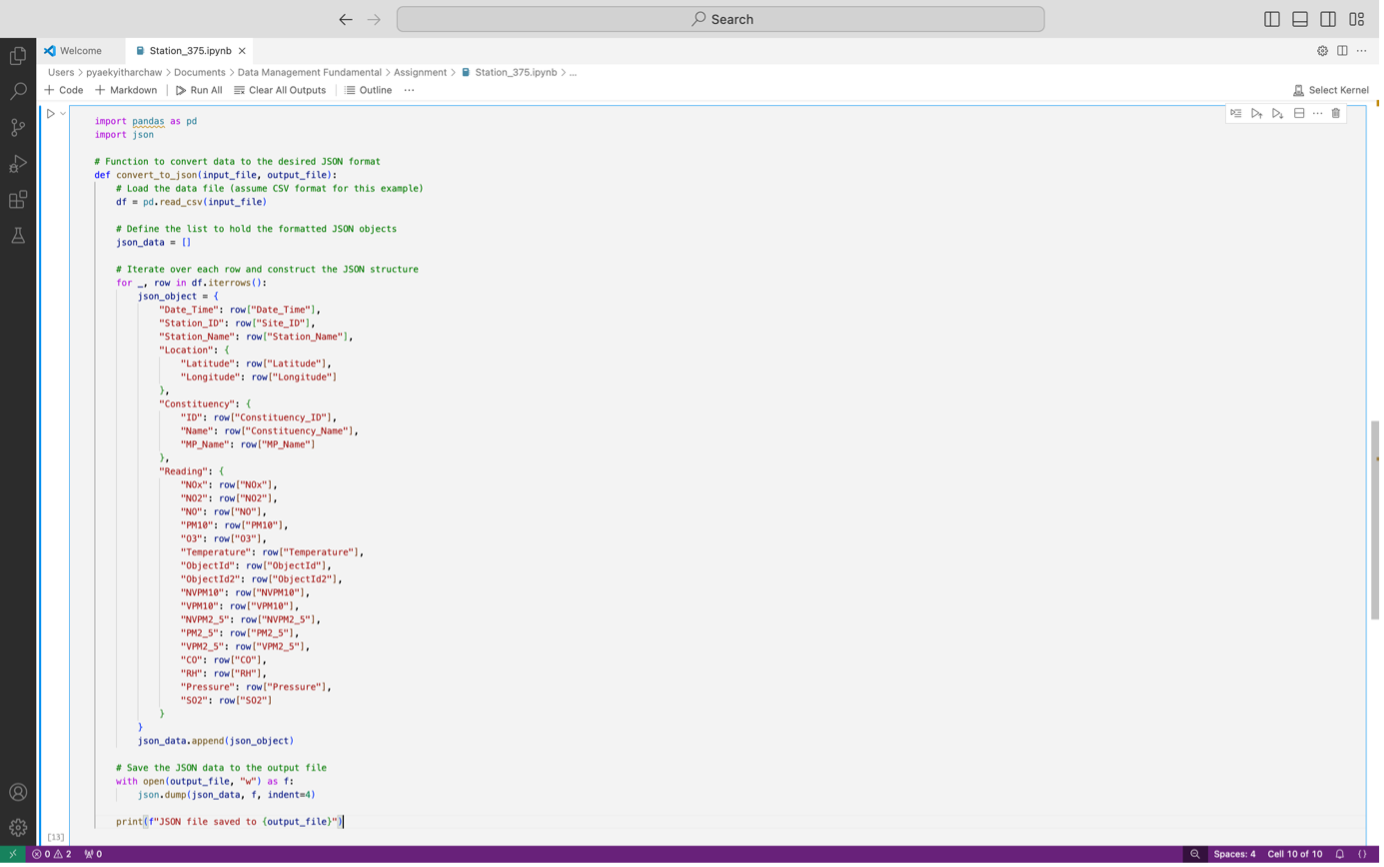 Search
Welcome
Station_375.ipynb
Users > pyaekyitharchaw > Documents > Data Management Fundamental > Assignment > Station_375.ipynb > ...
+ Code + Markdown | Run All Clear All Outputs | Outline ... Select Kernel
import pandas as pd
import json
# Function to convert data to the desired JSON format
def convert_to_json(input_file, output_file):
    # Load the data file (assume CSV format for this example)
    df = pd.read_csv(input_file)
    # Define the list to hold the formatted JSON objects
    json_data = []
    # Iterate over each row and construct the JSON structure
    for _, row in df.iterrows():
        json_object = {
            "Date_Time": row["Date_Time"],
            "Station_ID": row["Site_ID"],
            "Station_Name": row["Station_Name"],
            "Location": {
                "Latitude": row["Latitude"],
                "Longitude": row["Longitude"]
            },
            "Constituency": {
                "ID": row["Constituency_ID"],
                "Name": row["Constituency_Name"],
                "MP_Name": row["MP_Name"]
            },
            "Reading": {
                "NOx": row["NOx"],
                "NO2": row["NO2"],
                "NO": row["NO"],
                "PM10": row["PM10"],
                "O3": row["O3"],
                "Temperature": row["Temperature"],
                "ObjectId": row["ObjectId"],
                "ObjectId2": row["ObjectId2"],
                "NVPM10": row["NVPM10"],
                "VPM10": row["VPM10"],
                "NVPM2_5": row["NVPM2_5"],
                "PM2_5": row["PM2_5"],
                "VPM2_5": row["VPM2_5"],
                "CO": row["CO"],
                "RH": row["RH"],
                "Pressure": row["Pressure"],
                "SO2": row["SO2"]
            }
        }
        json_data.append(json_object)
    # Save the JSON data to the output file
    with open(output_file, "w") as f:
        json.dump(json_data, f, indent=4)
    print(f"JSON file saved to {output_file}")
[13]
0 2 0 Spaces: 4 Cell 10 of 10 {}